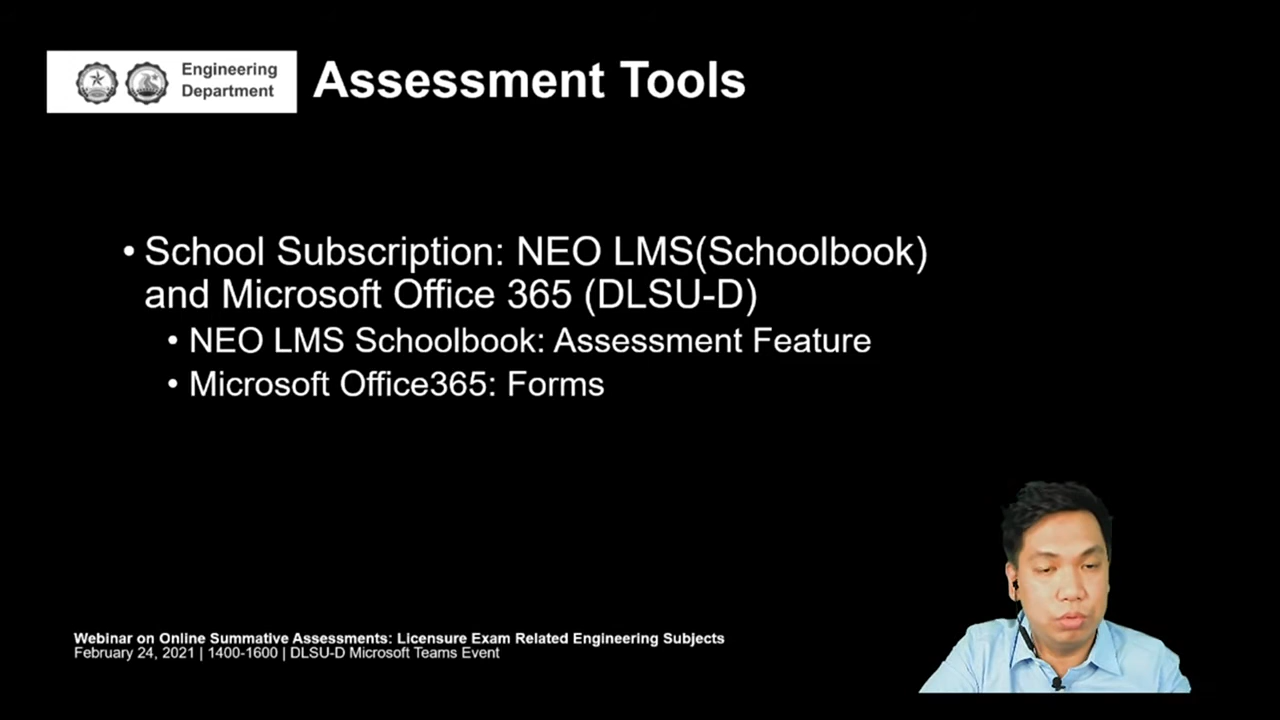 Engineering
Department
Assessment Tools
• School Subscription: NEO LMS(Schoolbook)
and Microsoft Office 365 (DLSU-D)
• NEO LMS Schoolbook: Assessment Feature
• Microsoft Office365: Forms
Webinar on Online Summative Assessments: Licensure Exam Related Engineering Subjects
February 24, 2021 | 1400-1600 | DLSU-D Microsoft Teams Event